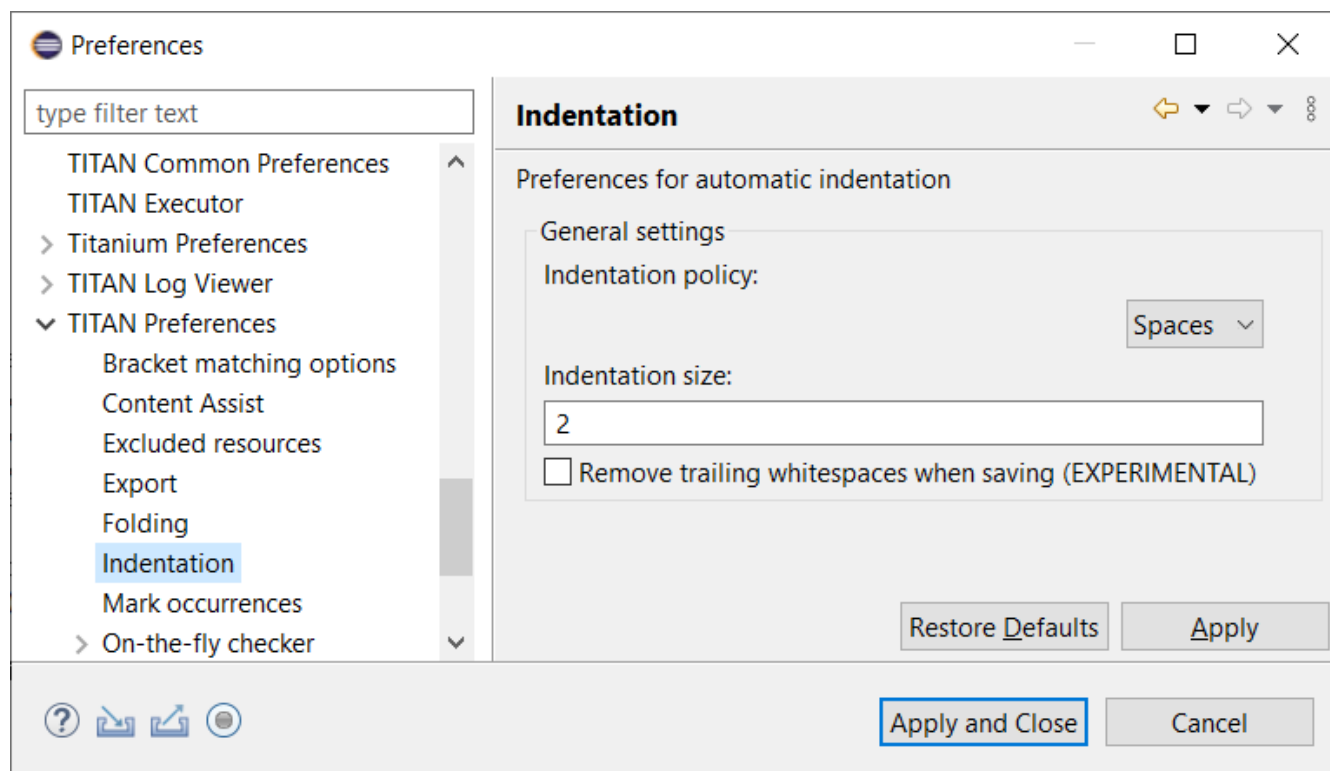 Preferences
type filter text
TITAN Common Preferences
TITAN Executor
Titanium Preferences
TITAN Log Viewer
TITAN Preferences
Bracket matching options
Content Assist
Excluded resources
Export
Folding
Indentation
Mark occurrences
On-the-fly checker
Indentation
Preferences for automatic indentation
General settings
Indentation policy:
Spaces
Indentation size:
2
Remove trailing whitespaces when saving (EXPERIMENTAL)
Restore Defaults
Apply
Apply and Close
Cancel